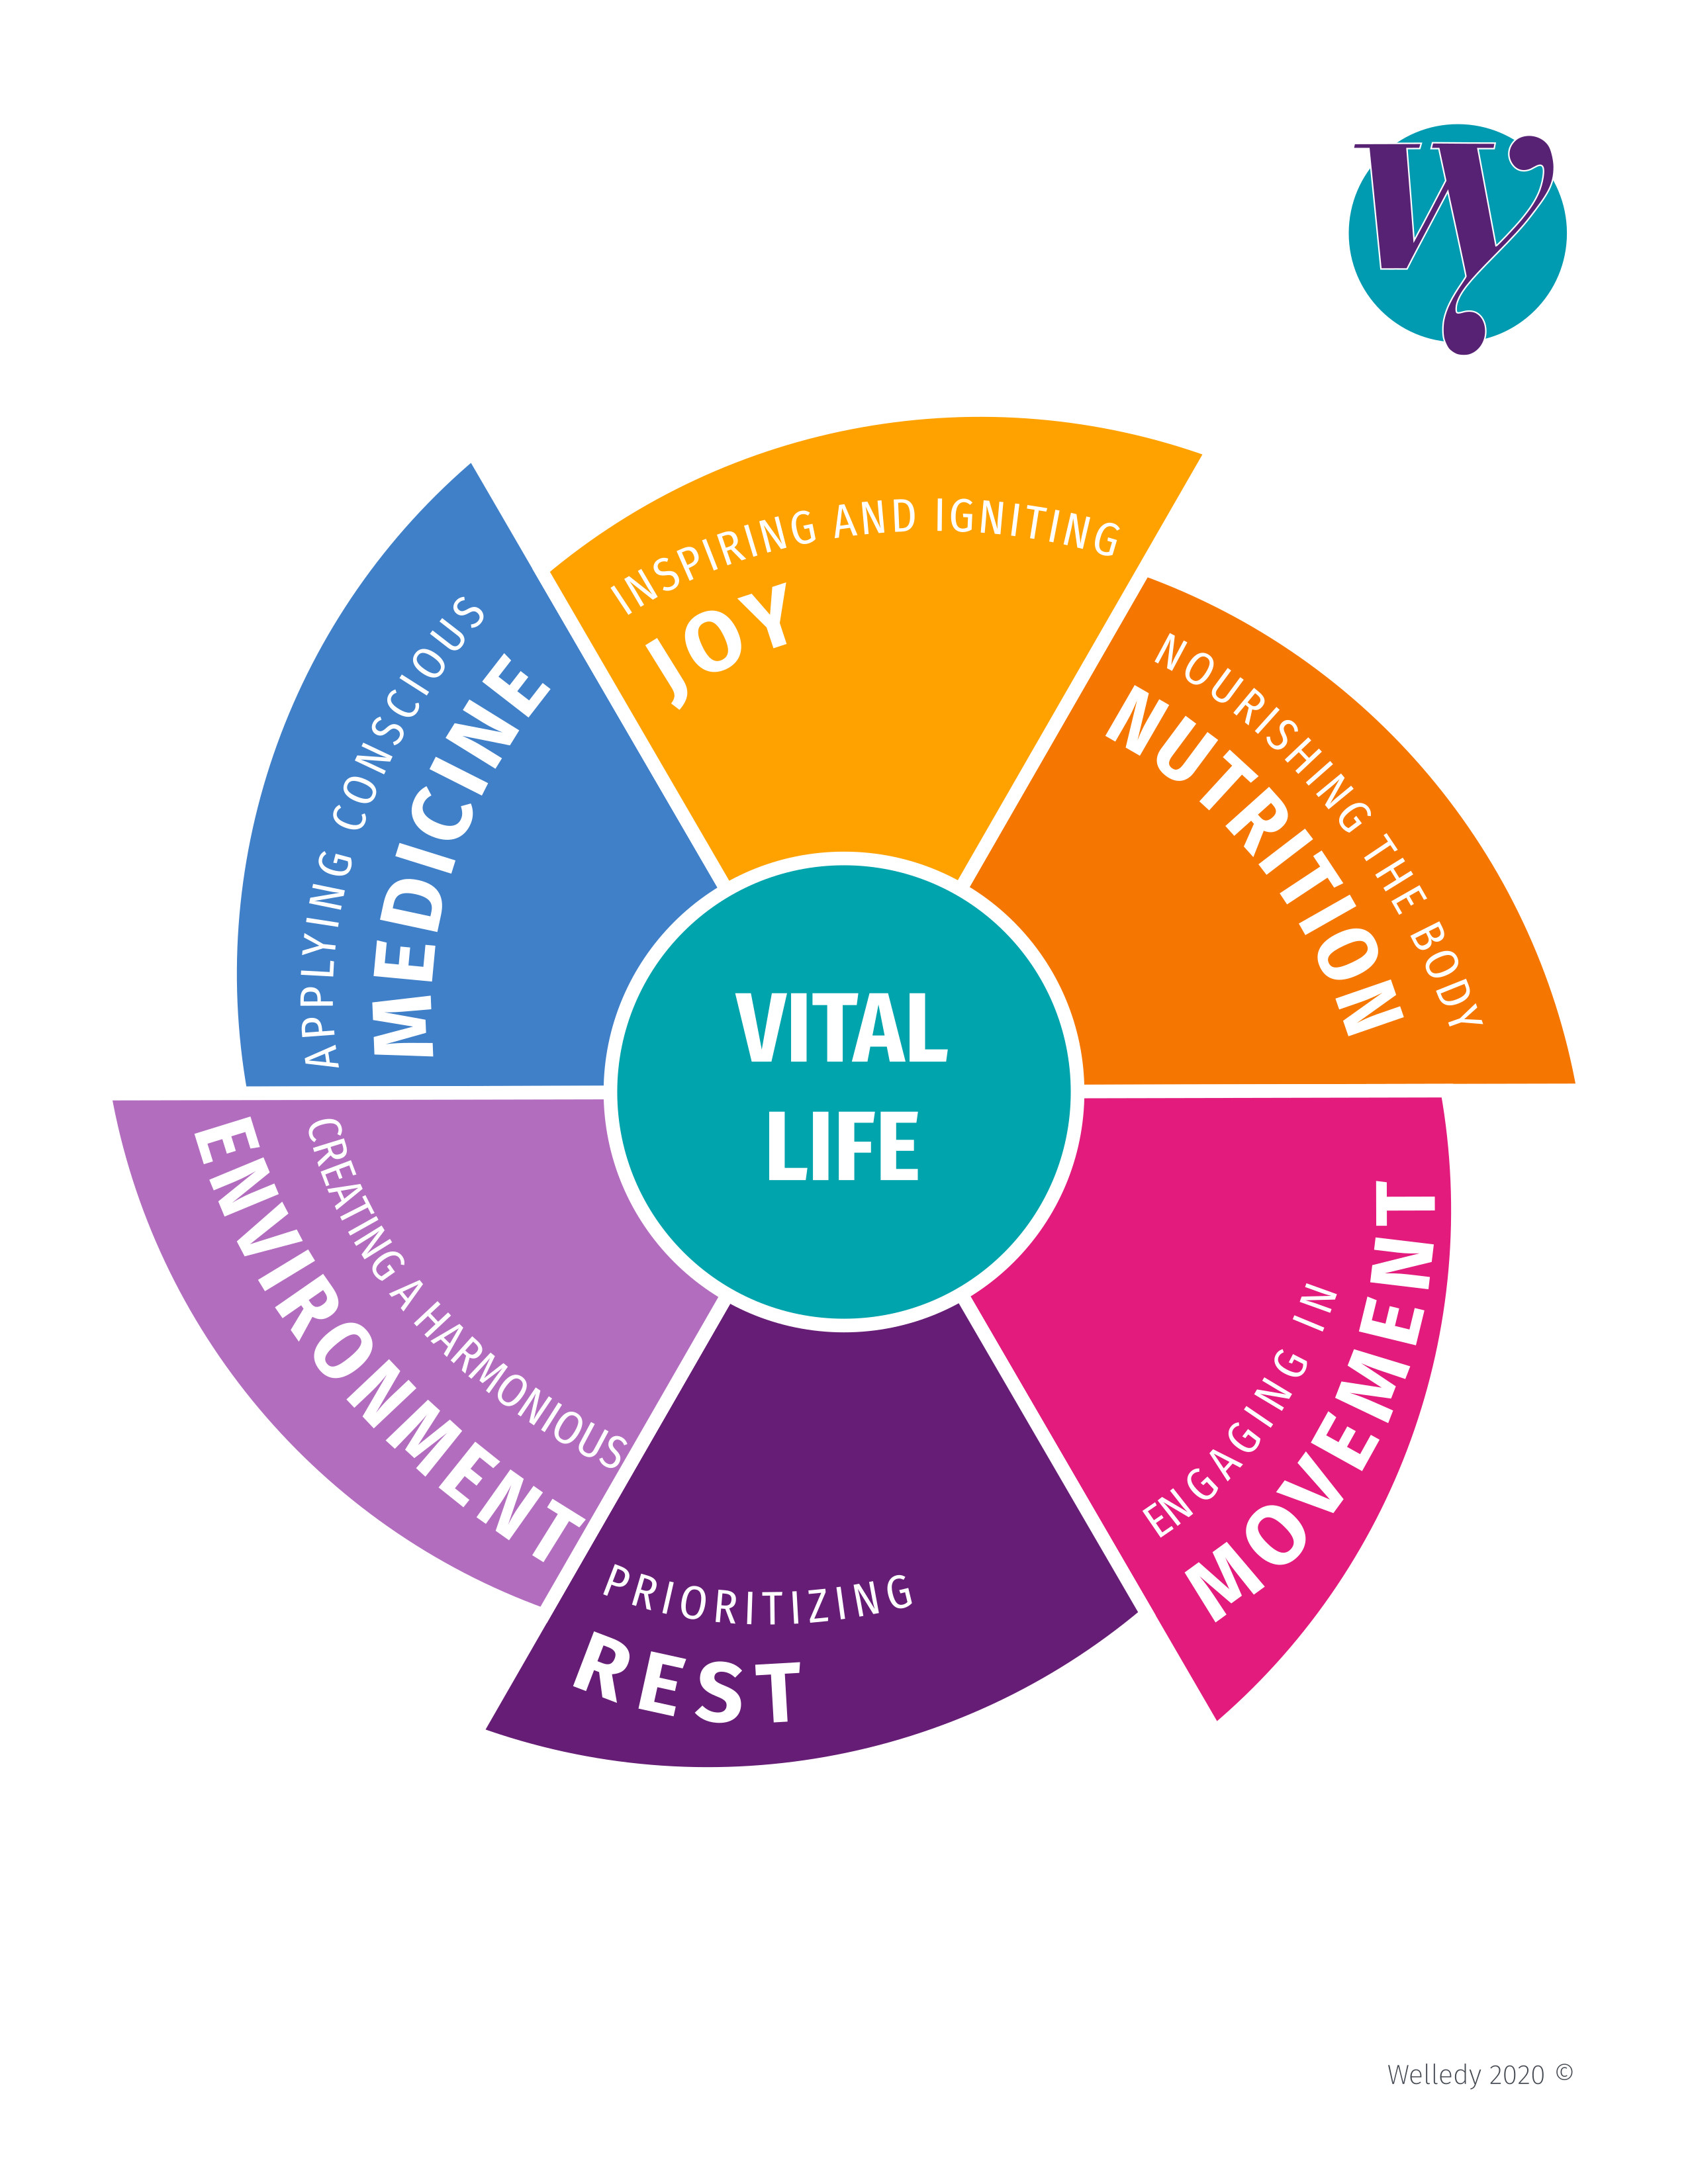 W
INSPIRING AND IGNITING
JOY
NOURISHING THE BODY
NUTRITION
ENGAGING IN
MOVEMENT
PRIORITIZING
REST
CREATING A HARMONIOUS
ENVIRONMMENT
APPLYING CONSCIOUS
MEDICINE
VITAL
LIFE
Welledy 2020 ©